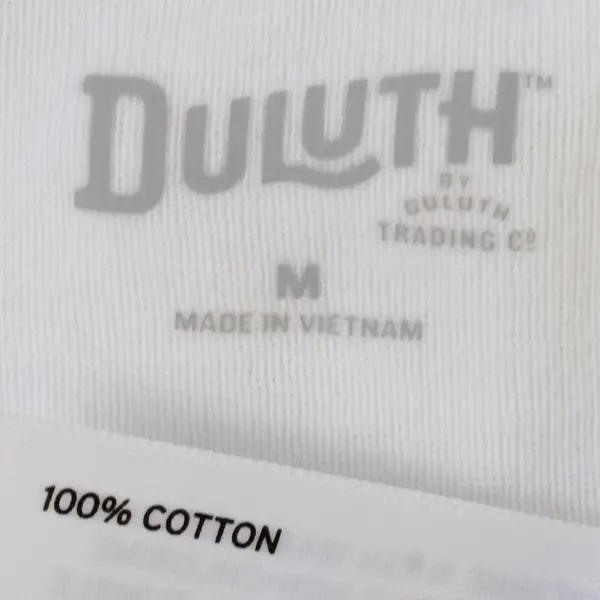 DULUTH™
BY
DULUTH
TRADING Cº
M
MADE IN VIETNAM
100% COTTON